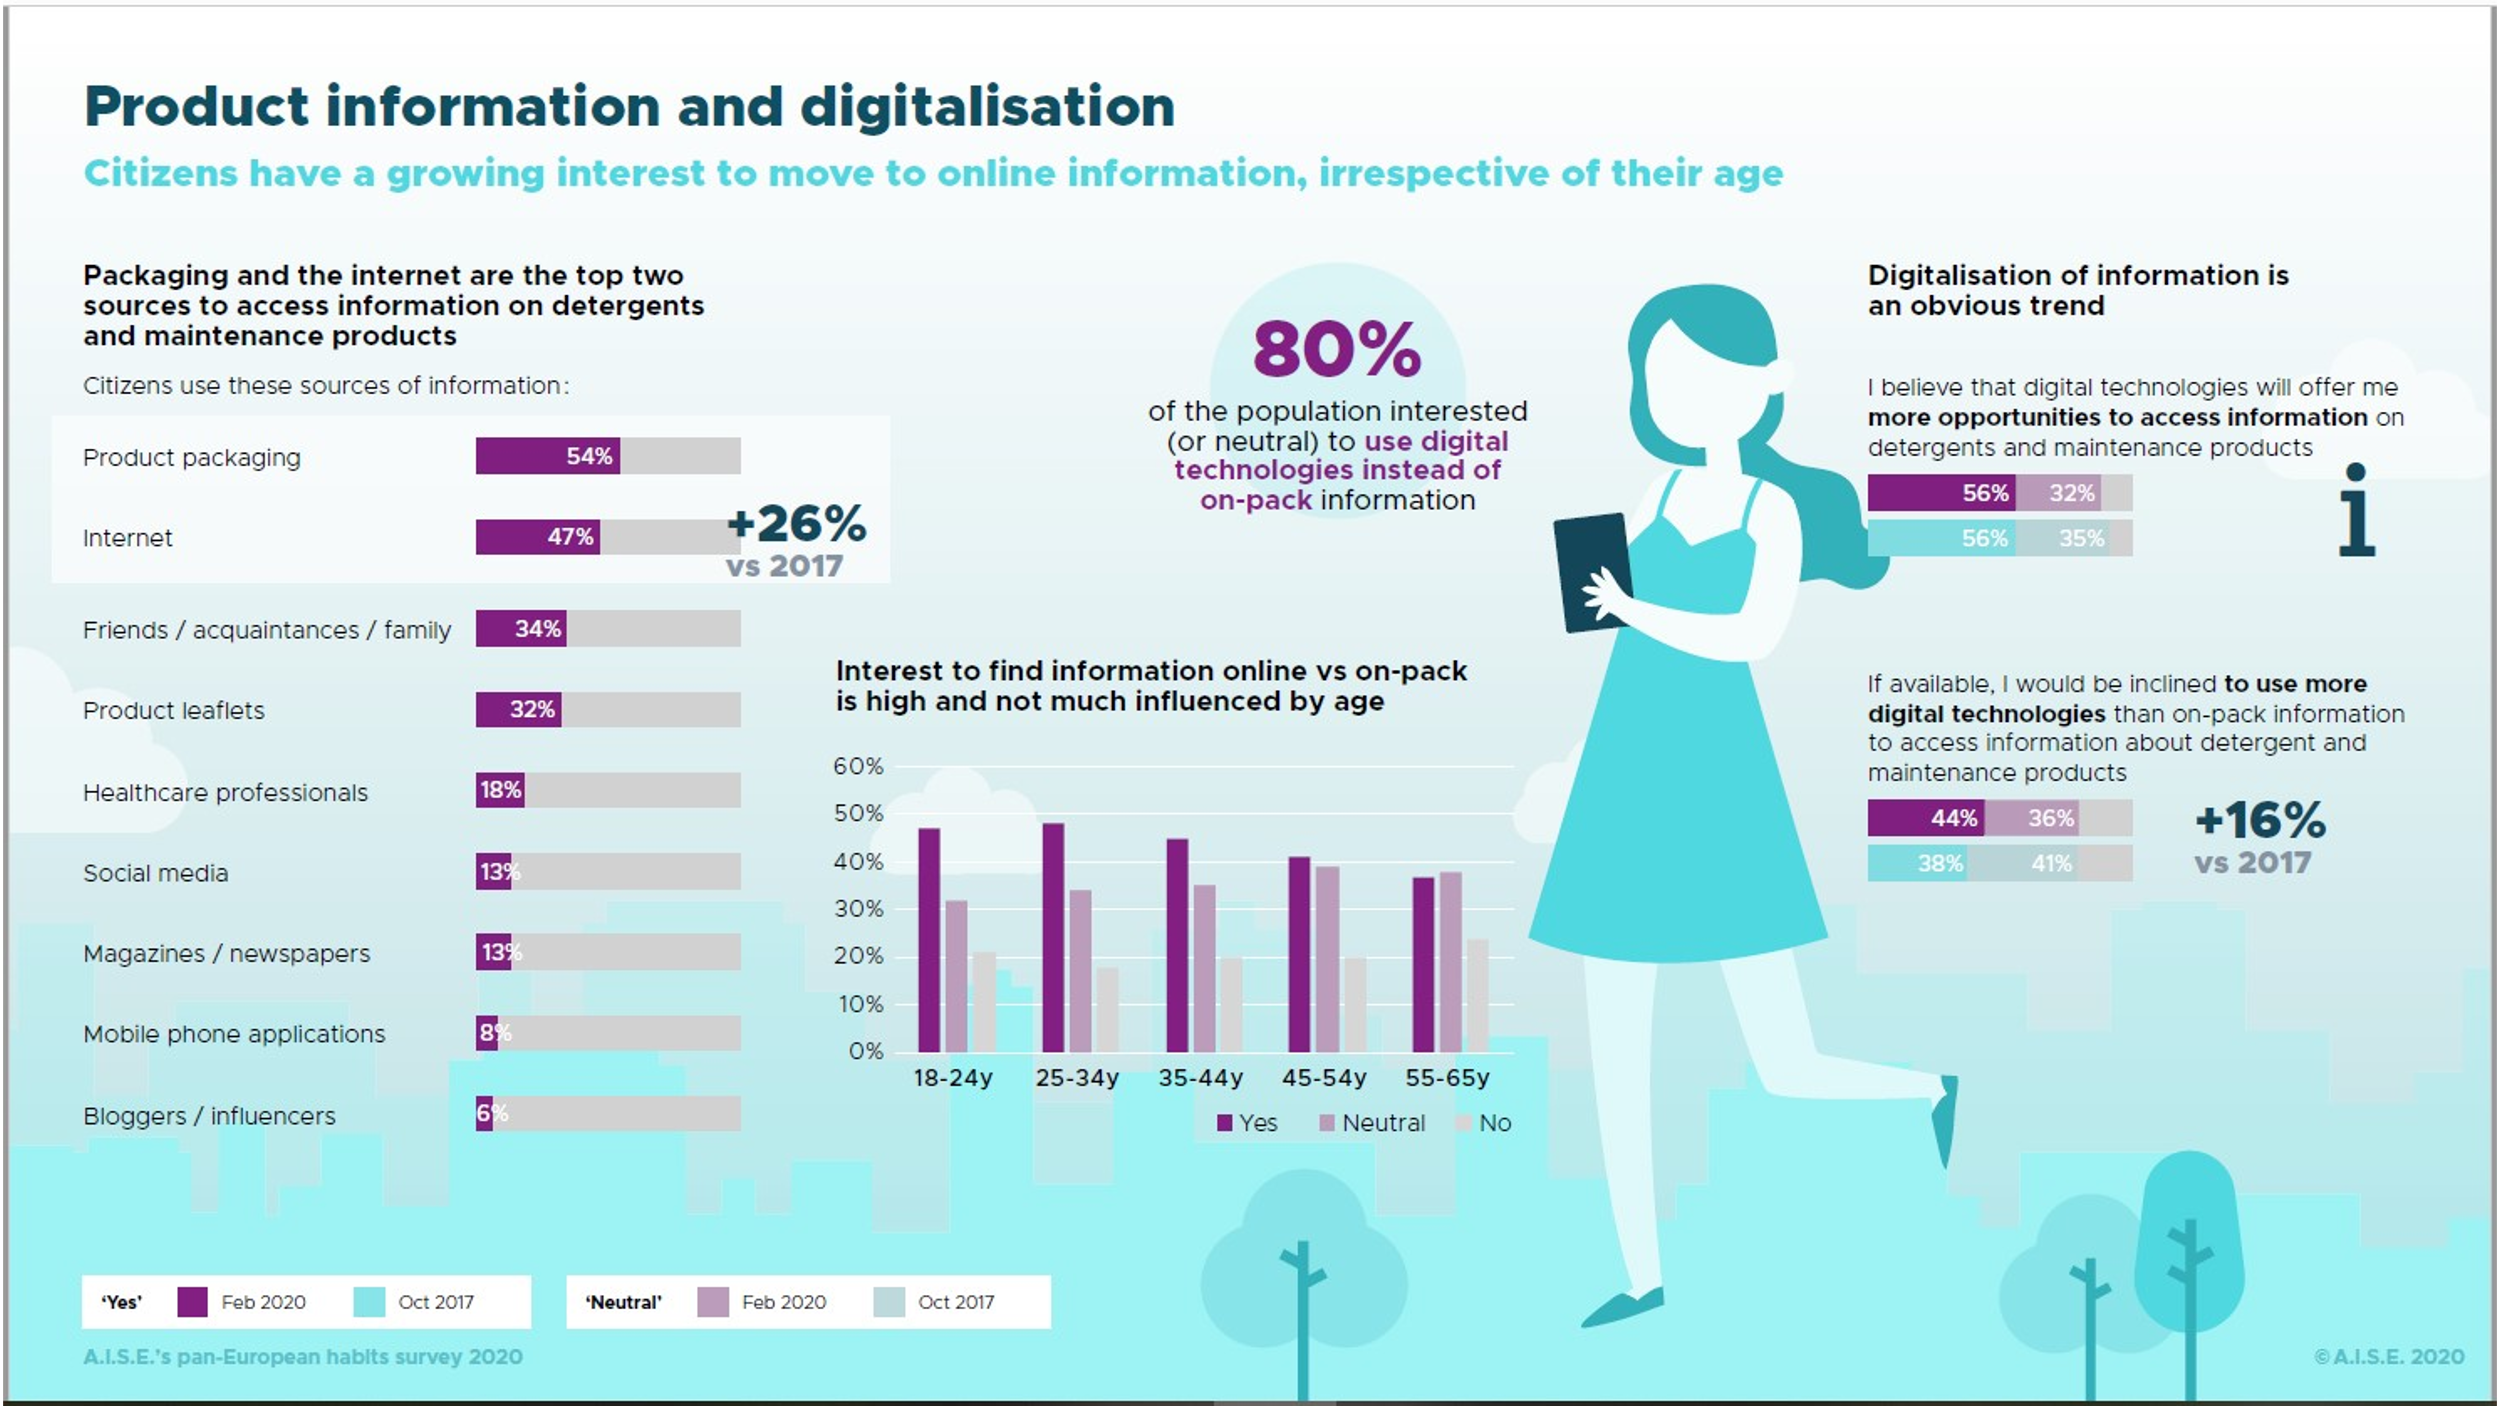 Product information and digitalisation
Citizens have a growing interest to move to online information, irrespective of their age
Packaging and the internet are the top two
sources to access information on detergents
and maintenance products
Citizens use these sources of information:
Product packaging
54%
Internet
47%
+26%
vs 2017
Friends / acquaintances / family
34%
Product leaflets
32%
Healthcare professionals
18%
Social media
13%
Magazines / newspapers
13%
Mobile phone applications
8%
Bloggers / influencers
6%
80%
of the population interested
(or neutral) to use digital
technologies instead of
on-pack information
Interest to find information online vs on-pack
is high and not much influenced by age
60%
50%
40%
30%
20%
10%
0%
18-24y 25-34y 35-44y 45-54y 55-65y
Yes Neutral No
Digitalisation of information is
an obvious trend
I believe that digital technologies will offer me
more opportunities to access information on
detergents and maintenance products
56% 32%
56% 35%
i
If available, I would be inclined to use more
digital technologies than on-pack information
to access information about detergent and
maintenance products
44% 36%
38% 41%
+16%
vs 2017
‘Yes’ Feb 2020 Oct 2017
‘Neutral’ Feb 2020 Oct 2017
A.I.S.E.’s pan-European habits survey 2020
© A.I.S.E. 2020